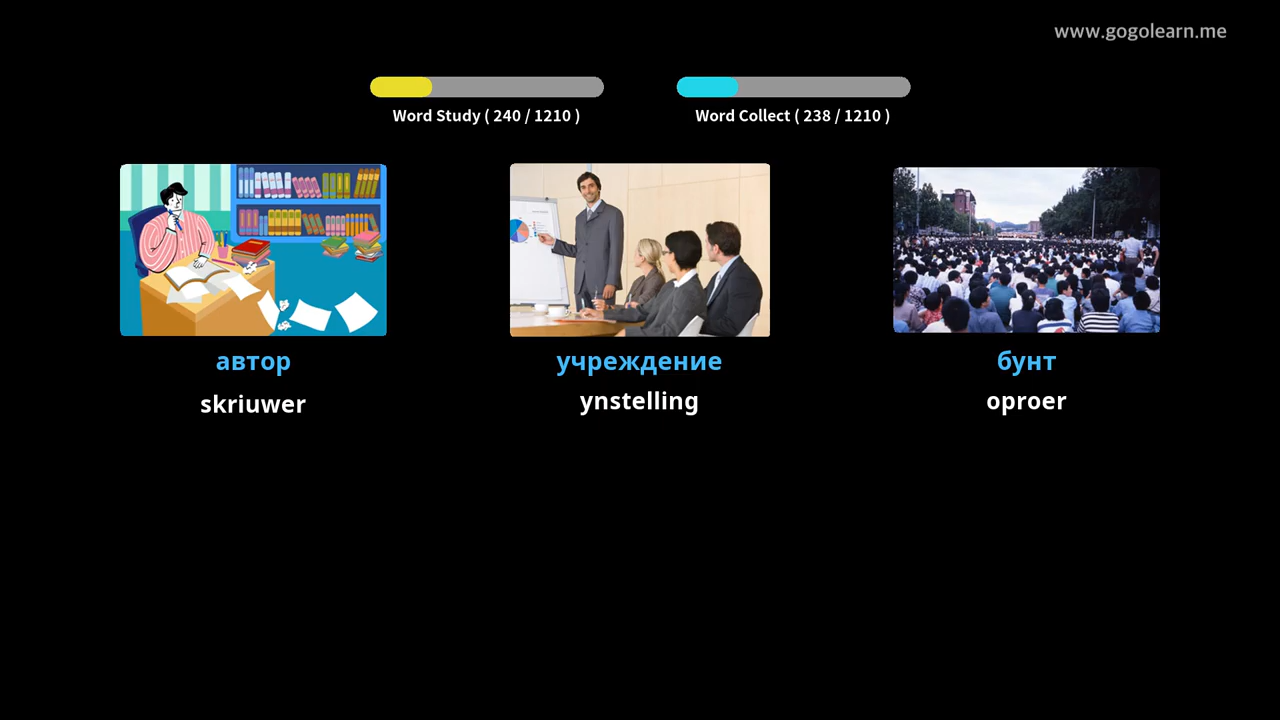 www.gogolearn.me
Word Study ( 240 / 1210 )
Word Collect ( 238 / 1210 )
автор
учреждение
бунт
skriuwer
ynstelling
oproer